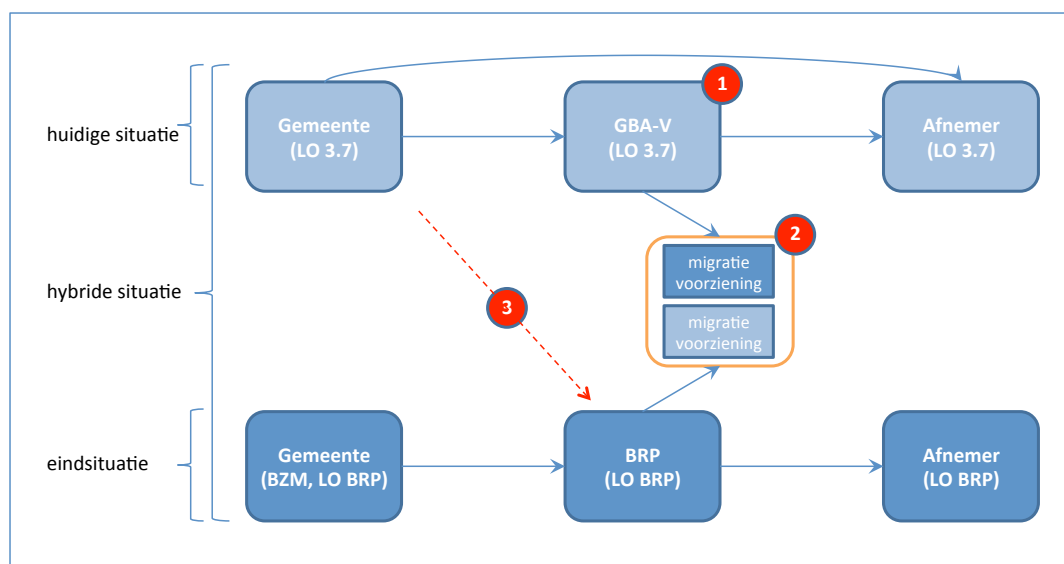 huidige situatie
Gemeente
(LO 3.7)
1
GBA-V
(LO 3.7)
Afnemer
(LO 3.7)
hybride situatie
2
migratie
voorziening
3
migratie
voorziening
eindsituatie
Gemeente
(BZM, LO BRP)
BRP
(LO BRP)
Afnemer
(LO BRP)